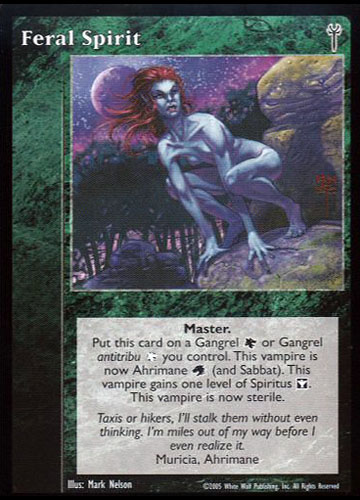 Feral Spirit
Master.
Put this card on a Gangrel or Gangrel
antitribu you control. This vampire is
now Ahrimane (and Sabbat). This
vampire gains one level of Spiritus.
This vampire is now sterile.
Taxis or hikers, I'll stalk them without even
thinking. I'm miles out of my way before I
even realize it.
Muricia, Ahrimane
Illus: Mark Nelson
©2005 White Wolf Publishing, Inc. All Rights Reserved